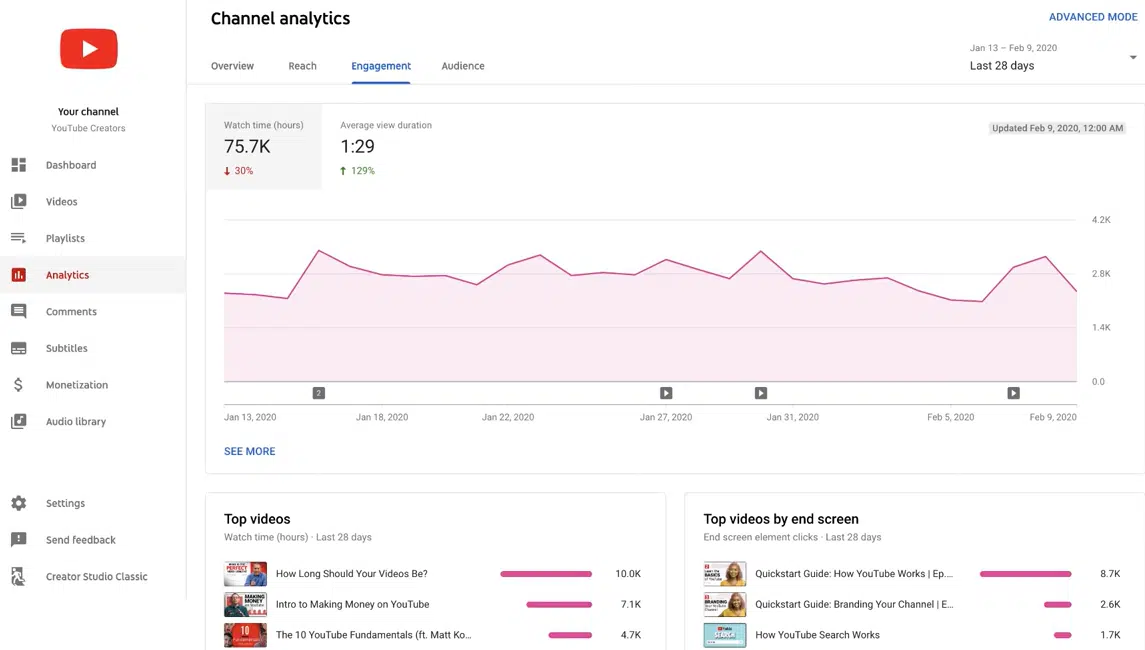 Channel analytics
ADVANCED MODE
Overview
Reach
Engagement
Audience
Jan 13 – Feb 9, 2020
Last 28 days
Your channel
YouTube Creators
Dashboard
Videos
Playlists
Analytics
Comments
Subtitles
Monetization
Audio library
Settings
Send feedback
Creator Studio Classic
Watch time (hours)
75.7K
30%
Average view duration
1:29
129%
Updated Feb 9, 2020, 12:00 AM
4.2K
2.8K
1.4K
0.0
2
Jan 13, 2020
Jan 18, 2020
Jan 22, 2020
Jan 27, 2020
Jan 31, 2020
Feb 5, 2020
Feb 9, 2020
SEE MORE
Top videos
Watch time (hours) · Last 28 days
How Long Should Your Videos Be?
10.0K
MAKING
MONEY
Intro to Making Money on YouTube
7.1K
10
The 10 YouTube Fundamentals (ft. Matt Ko...
4.7K
Top videos by end screen
End screen element clicks · Last 28 days
Quickstart Guide: How YouTube Works | Ep....
8.7K
BRANDING
Quickstart Guide: Branding Your Channel | E...
2.6K
SEARCH
How YouTube Search Works
1.7K